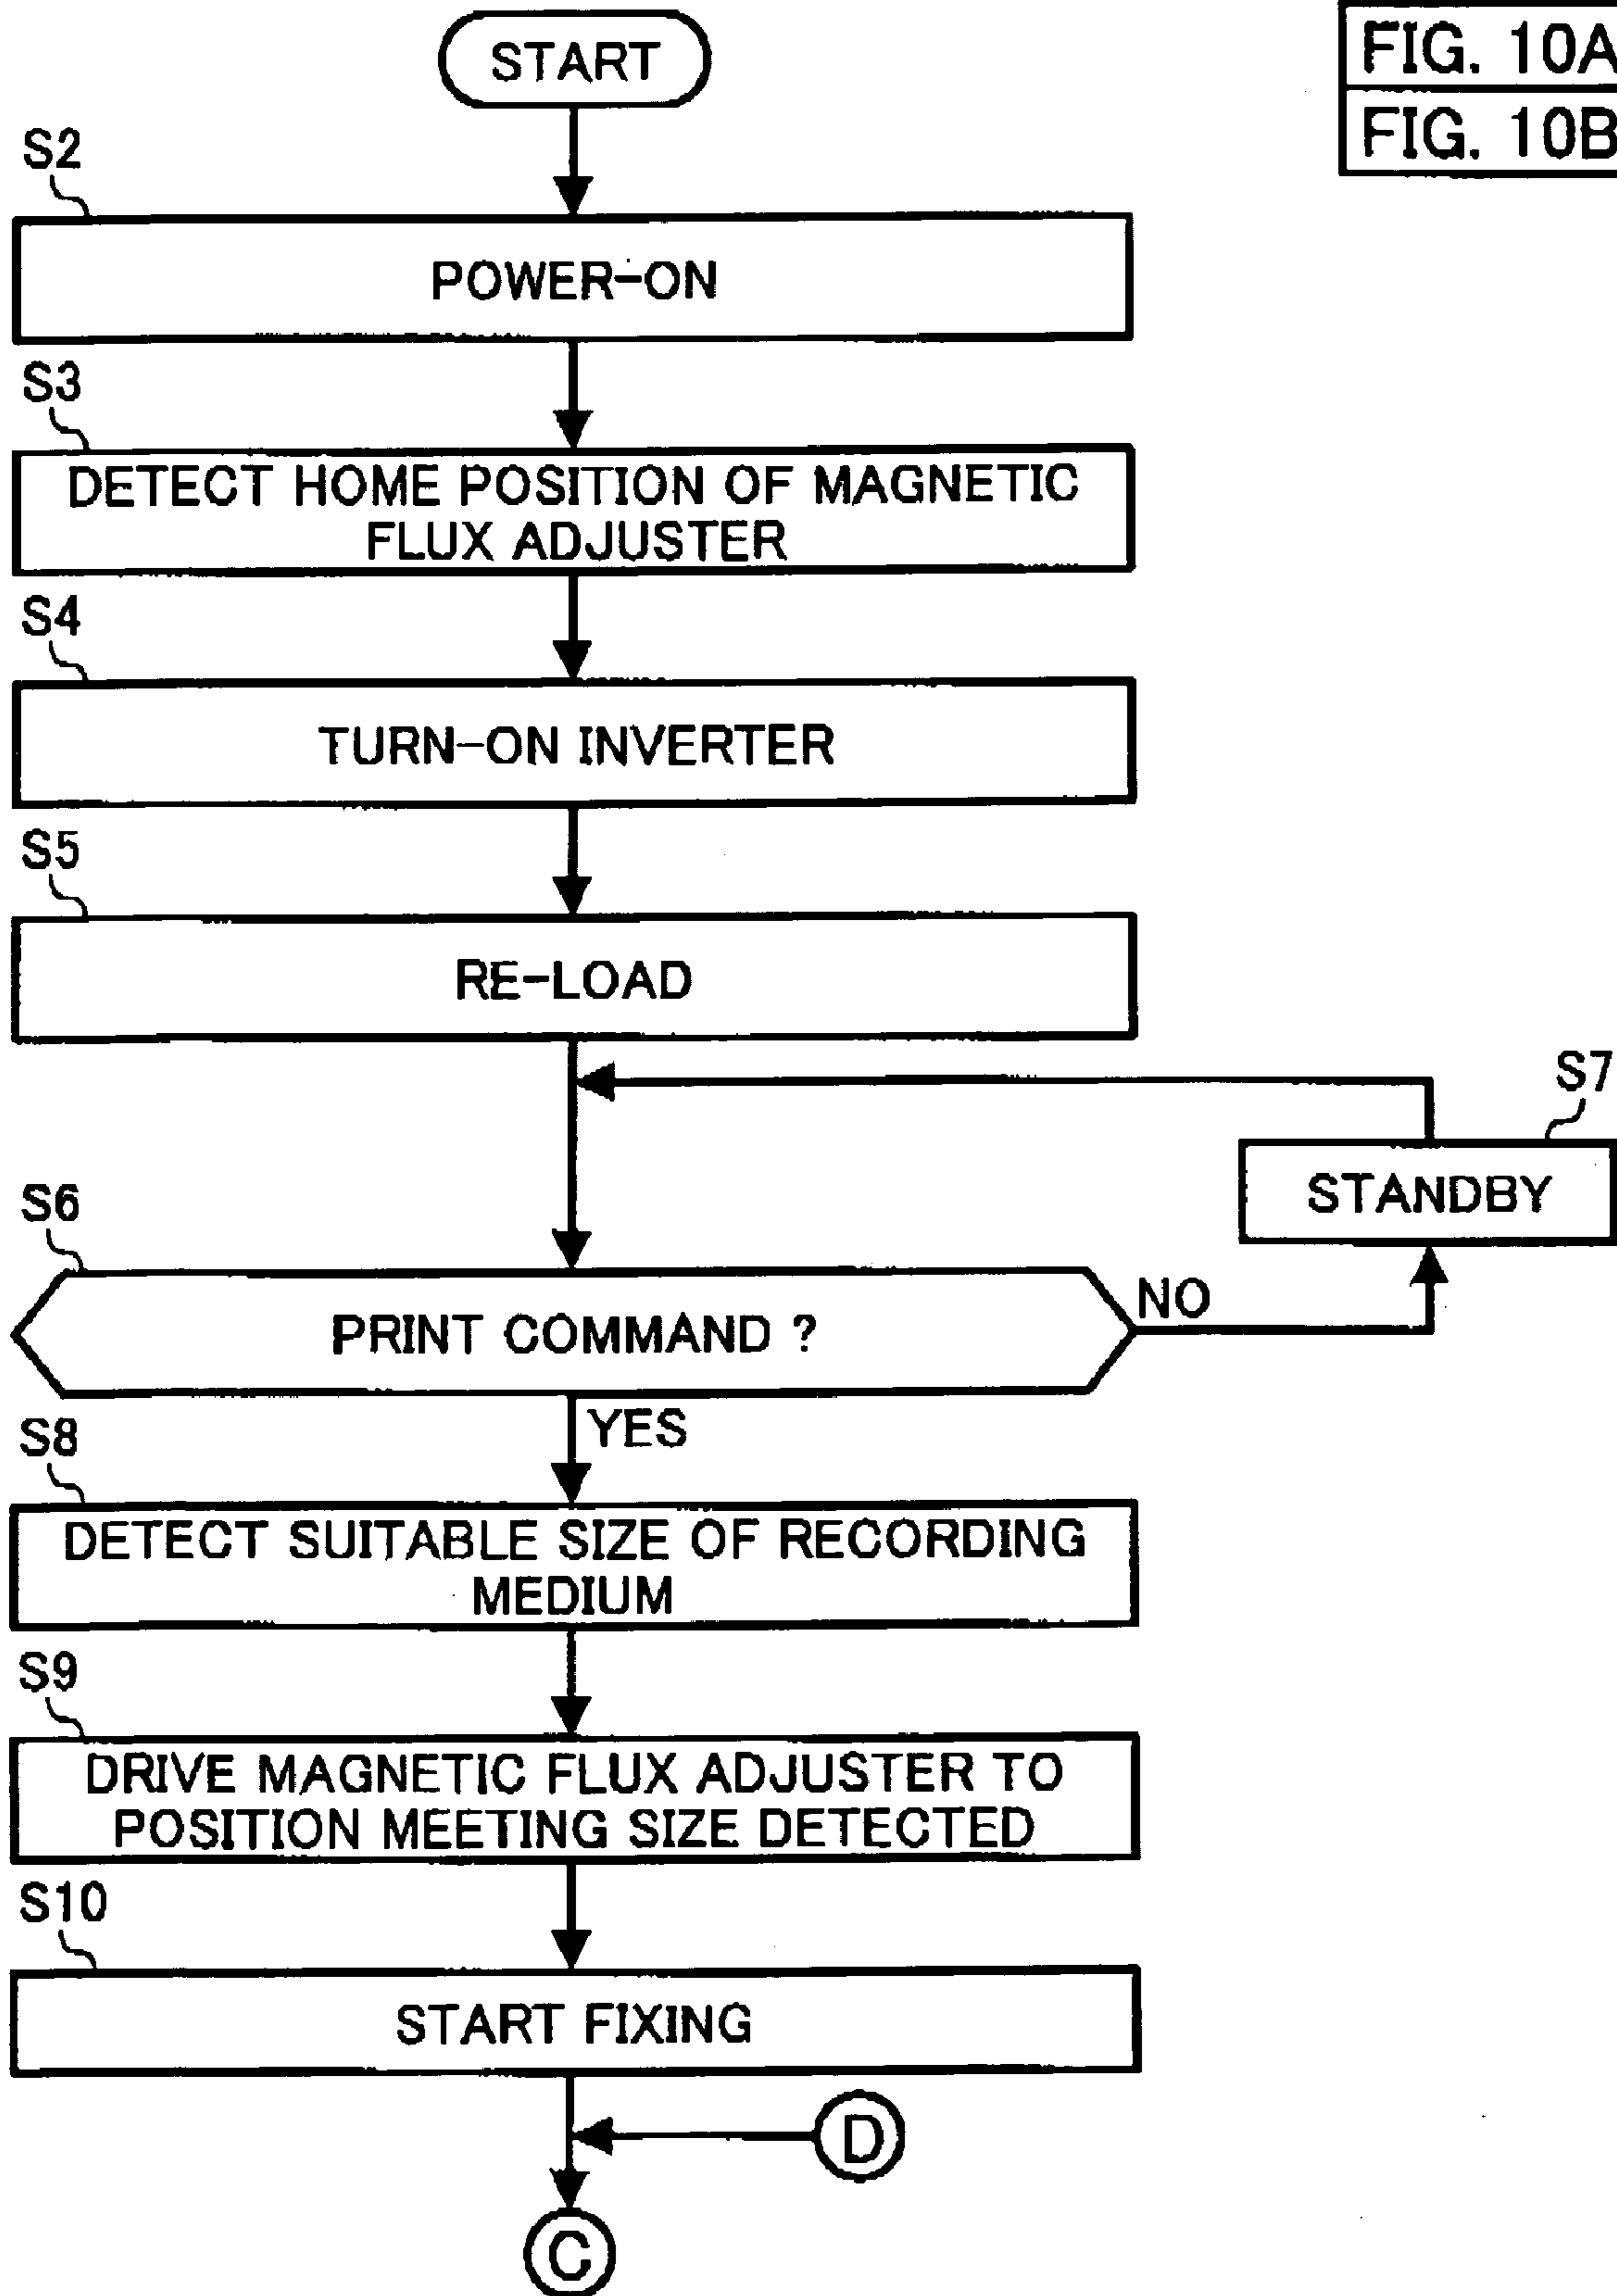 FIG. 10A
FIG. 10B
START
S2
POWER-ON
S3
DETECT HOME POSITION OF MAGNETIC
FLUX ADJUSTER
S4
TURN-ON INVERTER
S5
RE-LOAD
S7
STANDBY
S6
PRINT COMMAND ?
NO
YES
S8
DETECT SUITABLE SIZE OF RECORDING
MEDIUM
S9
DRIVE MAGNETIC FLUX ADJUSTER TO
POSITION MEETING SIZE DETECTED
S10
START FIXING
D
C